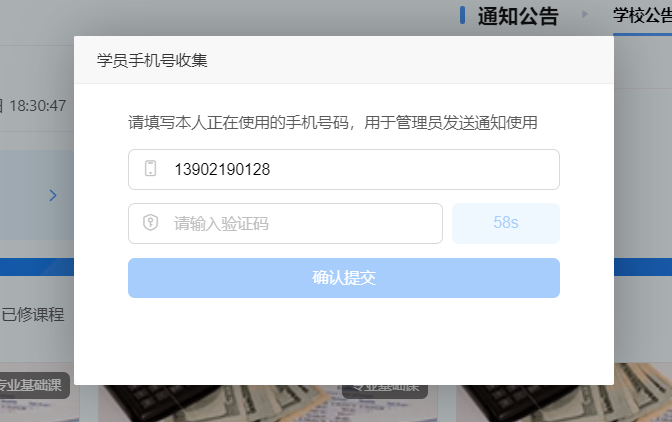 通知公告
学校公告
学员手机号收集
18:30:47
请填写本人正在使用的手机号码，用于管理员发送通知使用
13902190128
请输入验证码
58s
确认提交
已修课程
专业基础课
专业基础课